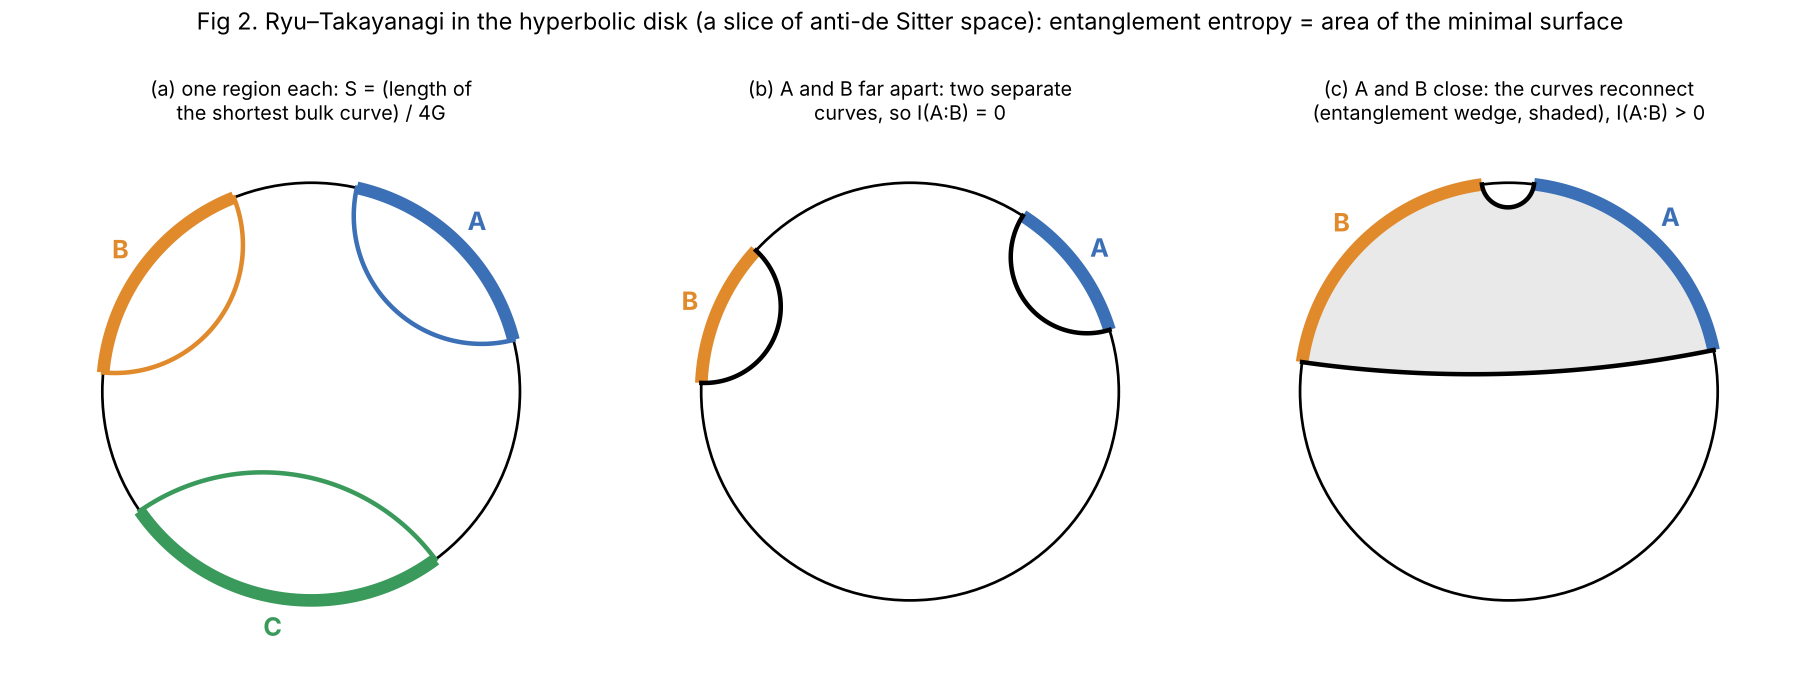 Fig 2. Ryu–Takayanagi in the hyperbolic disk (a slice of anti-de Sitter space): entanglement entropy = area of the minimal surface
(a) one region each: S = (length of
the shortest bulk curve) / 4G
B
A
C
(b) A and B far apart: two separate
curves, so I(A:B) = 0
B
A
(c) A and B close: the curves reconnect
(entanglement wedge, shaded), I(A:B) > 0
B
A